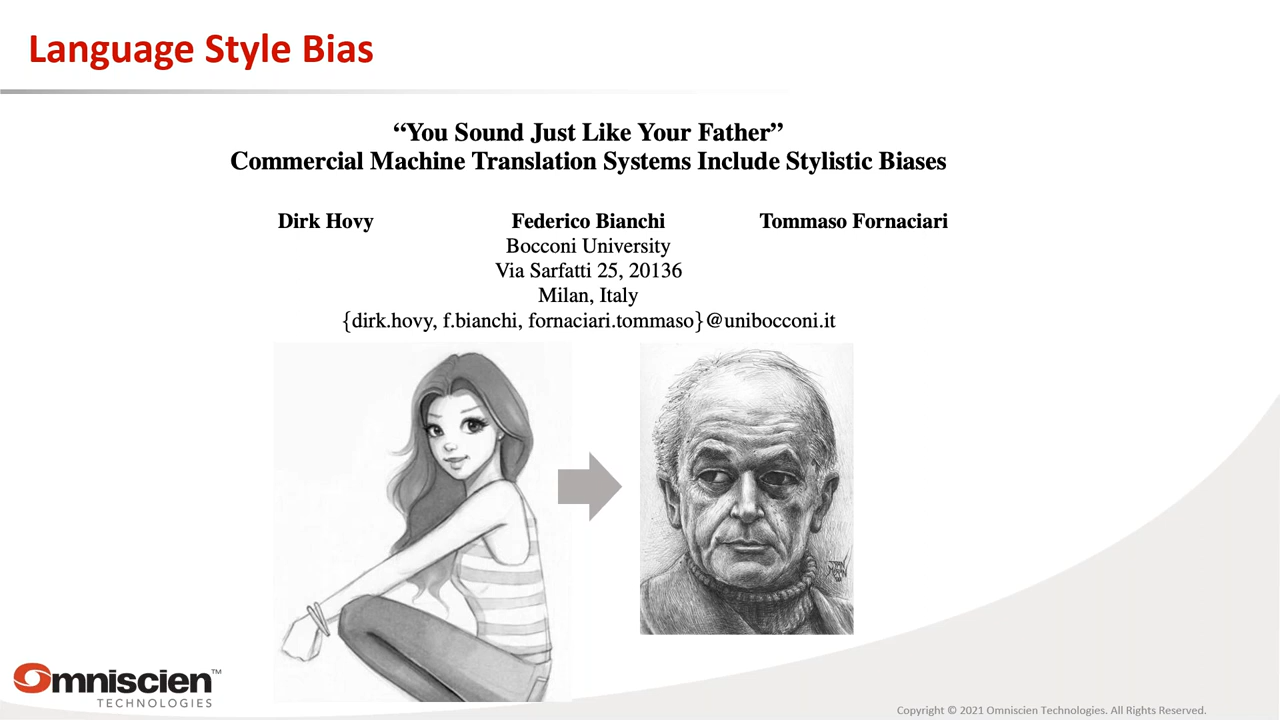 Language Style Bias
“You Sound Just Like Your Father”
Commercial Machine Translation Systems Include Stylistic Biases
Dirk Hovy Federico Bianchi Tommaso Fornaciari
Bocconi University
Via Sarfatti 25, 20136
Milan, Italy
{dirk.hovy, f.bianchi, fornaciari.tommaso}@unibocconi.it
Omniscien™
TECHNOLOGIES
Copyright © 2021 Omniscien Technologies. All Rights Reserved.